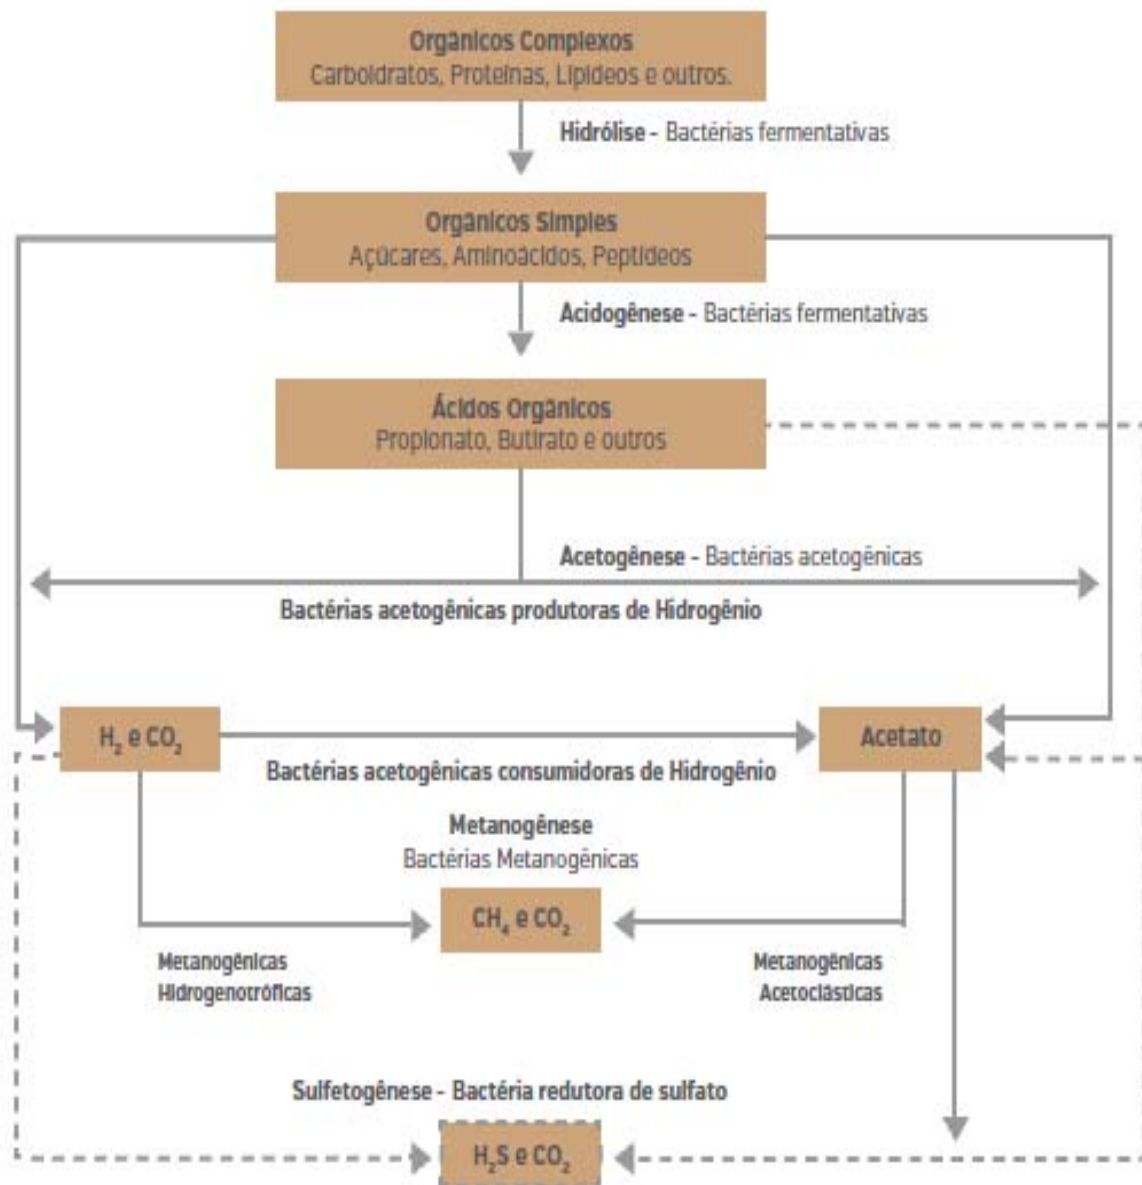 Orgânicos Complexos
Carboidratos, Proteínas, Lipídeos e outros.
Hidrólise - Bactérias fermentativas
Orgânicos Simples
Açúcares, Aminoácidos, Peptídeos
Acidogênese - Bactérias fermentativas
Ácidos Orgânicos
Propionato, Butirato e outros
Acetogênese - Bactérias acetogênicas
Bactérias acetogênicas produtoras de Hidrogênio
H₂ e CO₂
Acetato
Bactérias acetogênicas consumidoras de Hidrogênio
Metanogênese
Bactérias Metanogênicas
CH₄ e CO₂
Metanogênicas
Hidrogenotróficas
Metanogênicas
Acetoclásticas
Sulfetogênese - Bactéria redutora de sulfato
H₂S e CO₂